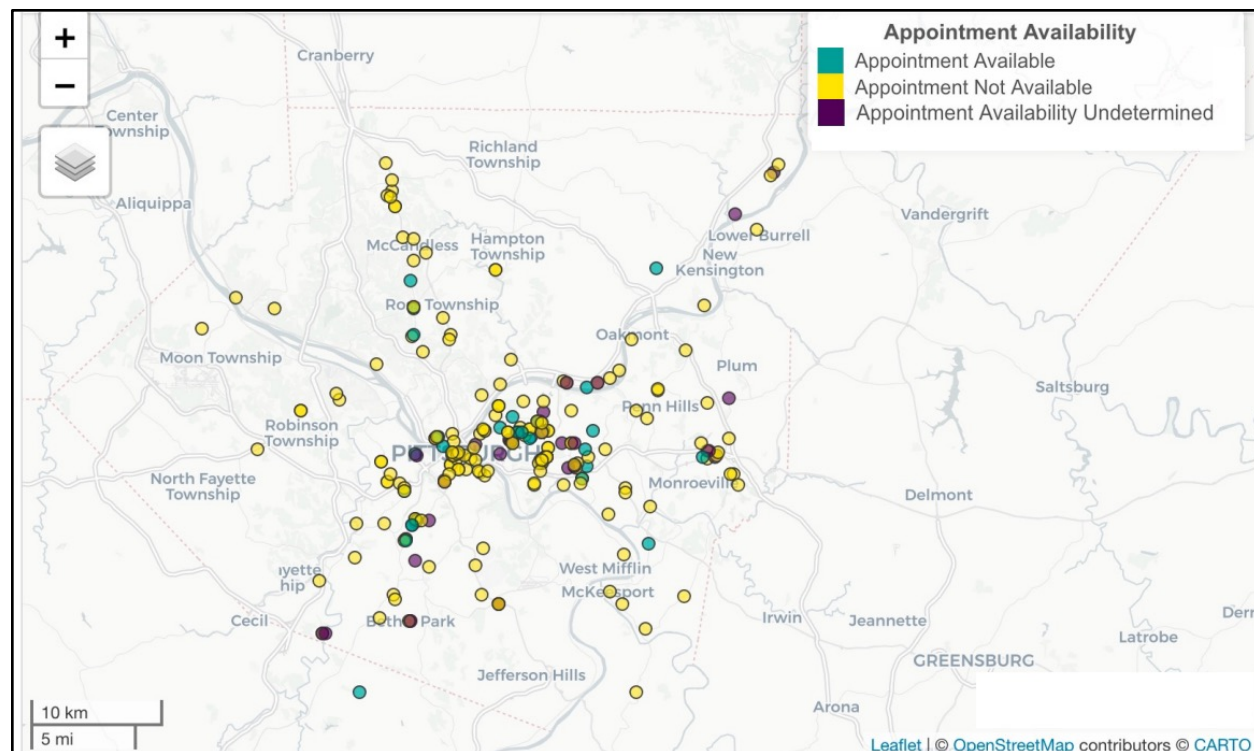 +
−
Appointment Availability
Appointment Available
Appointment Not Available
Appointment Availability Undetermined
Cranberry
Center
Township
Richland
Township
Aliquippa
Vandergrift
McCandless
Hampton
Township
Lower Burrell
New
Kensington
Ross Township
Oakmont
Moon Township
Plum
Saltsburg
Penn Hills
Robinson
Township
PITTSBURGH
North Fayette
Township
Monroeville
Delmont
West Mifflin
ayette
hip
McKeesport
Cecil
Bethel Park
Irwin
Jeannette
Derr
Latrobe
GREENSBURG
Jefferson Hills
Arona
10 km
5 mi
Leaflet | © OpenStreetMap contributors © CARTO